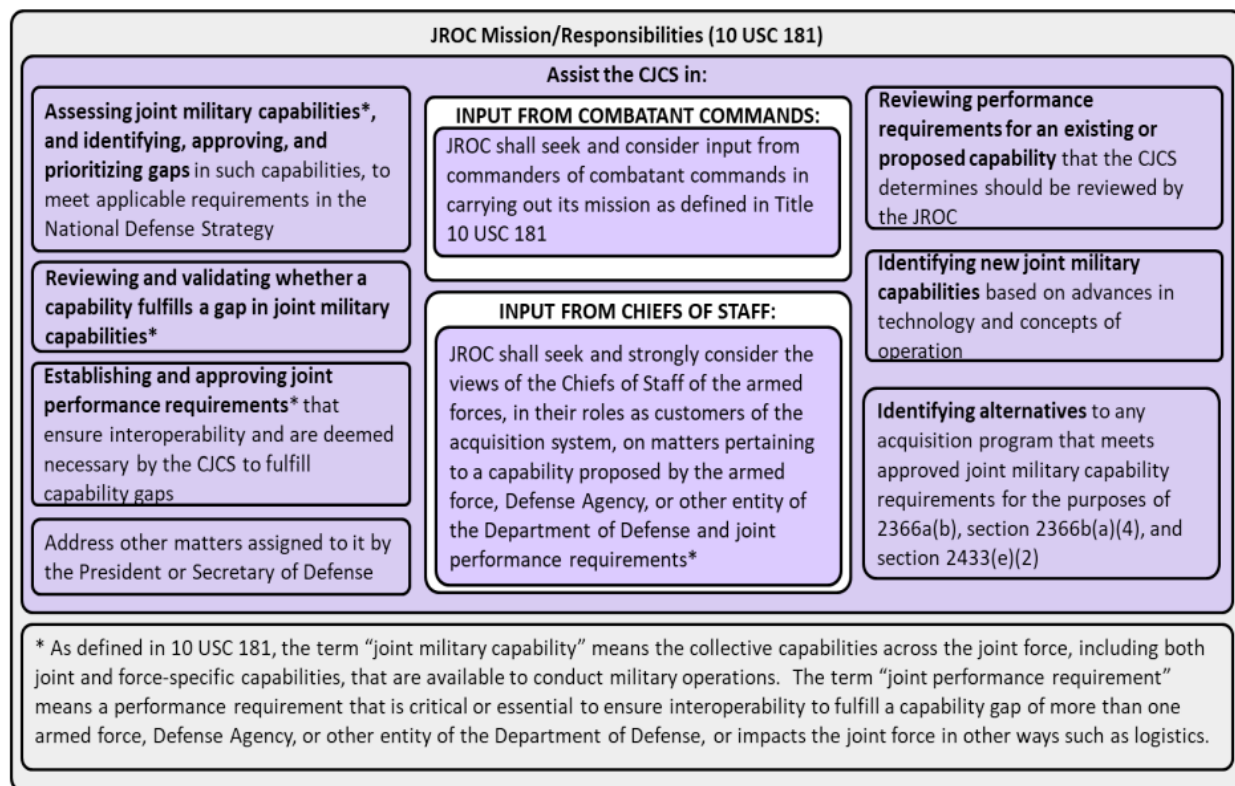 JROC Mission/Responsibilities (10 USC 181)
Assist the CJCS in:
Assessing joint military capabilities*,
and identifying, approving, and
prioritizing gaps in such capabilities, to
meet applicable requirements in the
National Defense Strategy
Reviewing and validating whether a
capability fulfills a gap in joint military
capabilities*
Establishing and approving joint
performance requirements* that
ensure interoperability and are deemed
necessary by the CJCS to fulfill
capability gaps
Address other matters assigned to it by
the President or Secretary of Defense
INPUT FROM COMBATANT COMMANDS:
JROC shall seek and consider input from
commanders of combatant commands in
carrying out its mission as defined in Title
10 USC 181
INPUT FROM CHIEFS OF STAFF:
JROC shall seek and strongly consider the
views of the Chiefs of Staff of the armed
forces, in their roles as customers of the
acquisition system, on matters pertaining
to a capability proposed by the armed
force, Defense Agency, or other entity of
the Department of Defense and joint
performance requirements*
Reviewing performance
requirements for an existing or
proposed capability that the CJCS
determines should be reviewed by
the JROC
Identifying new joint military
capabilities based on advances in
technology and concepts of
operation
Identifying alternatives to any
acquisition program that meets
approved joint military capability
requirements for the purposes of
2366a(b), section 2366b(a)(4), and
section 2433(e)(2)
* As defined in 10 USC 181, the term “joint military capability” means the collective capabilities across the joint force, including both
joint and force-specific capabilities, that are available to conduct military operations.  The term “joint performance requirement”
means a performance requirement that is critical or essential to ensure interoperability to fulfill a capability gap of more than one
armed force, Defense Agency, or other entity of the Department of Defense, or impacts the joint force in other ways such as logistics.